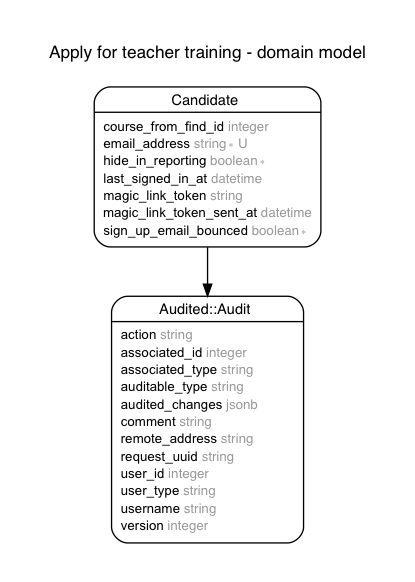 Apply for teacher training - domain model
Candidate
course_from_find_id integer
email_address string ∗ U
hide_in_reporting boolean ∗
last_signed_in_at datetime
magic_link_token string
magic_link_token_sent_at datetime
sign_up_email_bounced boolean ∗
Audited::Audit
action string
associated_id integer
associated_type string
auditable_type string
audited_changes jsonb
comment string
remote_address string
request_uuid string
user_id integer
user_type string
username string
version integer